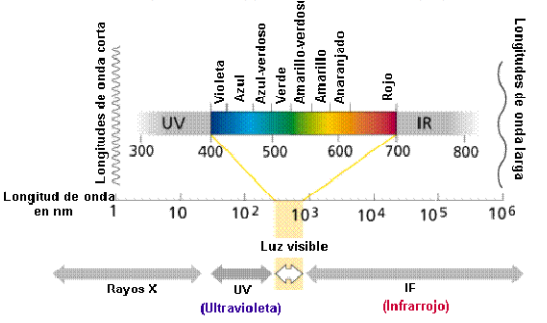 Longitudes de onda corta
Violeta
Azul
Azul-verdoso
Verde
Amarillo-verdoso
Amarillo
Anaranjado
Rojo
Longitudes de onda larga
UV
IR
300 400 500 600 700 800
Longitud de onda
en nm
1 10 10² 10³ 10⁴ 10⁵ 10⁶
Luz visible
Rayos X
UV
IF
(Ultravioleta)
(Infrarrojo)